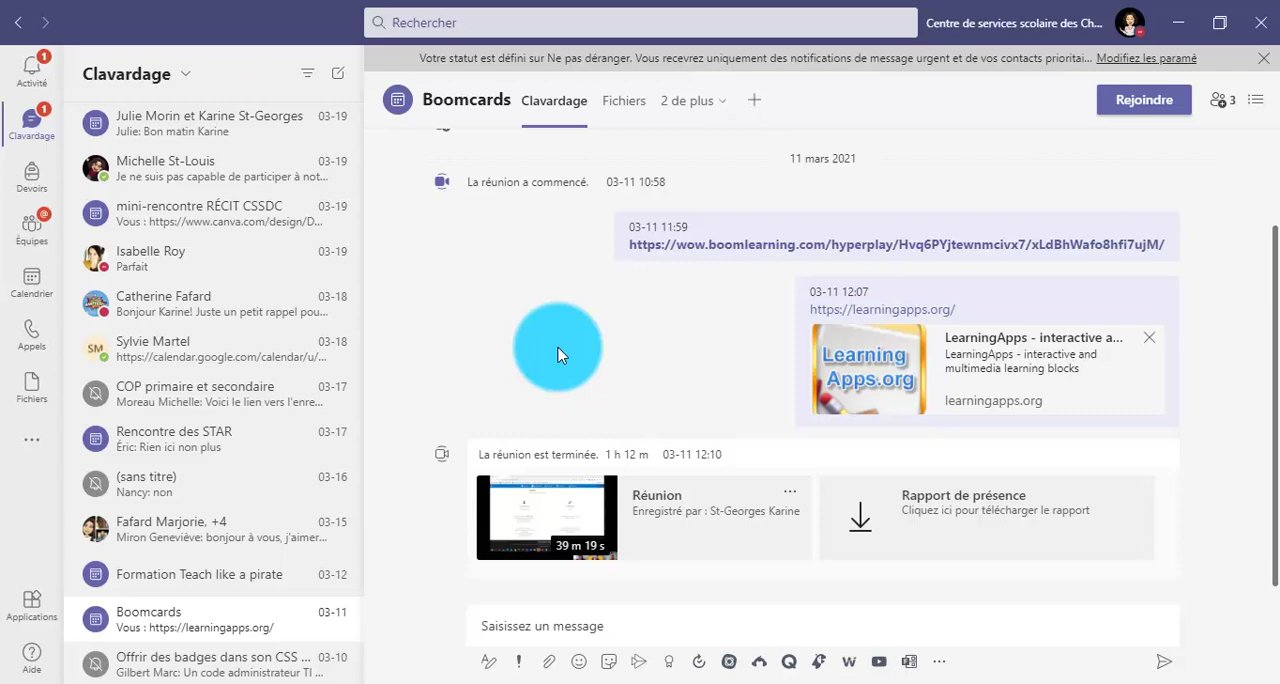 Rechercher
Centre de services scolaire des Ch...
Votre statut est défini sur Ne pas déranger. Vous recevrez uniquement des notifications de message urgent et de vos contacts prioritai... Modifiez les paramè
Activité
1
Clavardage
1
Devoirs
Équipes
@
Calendrier
Appels
Fichiers
Applications
Aide
Clavardage
Julie Morin et Karine St-Georges 03-19
Julie: Bon matin Karine
Michelle St-Louis 03-19
Je ne suis pas capable de participer à not...
mini-rencontre RÉCIT CSSDC 03-19
Vous : https://www.canva.com/design/D...
Isabelle Roy 03-19
Parfait
Catherine Fafard 03-18
Bonjour Karine! Juste un petit rappel pou...
SM
Sylvie Martel 03-18
https://calendar.google.com/calendar/u/...
COP primaire et secondaire 03-17
Moreau Michelle: Voici le lien vers l'enre...
Rencontre des STAR 03-17
Éric: Rien ici non plus
(sans titre) 03-16
Nancy: non
Fafard Marjorie, +4 03-15
Miron Geneviève: bonjour à vous, j'aimer...
Formation Teach like a pirate 03-12
Boomcards 03-11
Vous : https://learningapps.org/
Offrir des badges dans son CSS ... 03-10
Gilbert Marc: Un code administrateur TI ...
Boomcards
Clavardage
Fichiers
2 de plus
Rejoindre
3
11 mars 2021
La réunion a commencé. 03-11 10:58
03-11 11:59
https://wow.boomlearning.com/hyperplay/Hvq6PYjtewnmcivx7/xLdBhWafo8hfi7ujM/
03-11 12:07
https://learningapps.org/
Learning
Apps.org
LearningApps - interactive a...
LearningApps - interactive and
multimedia learning blocks
learningapps.org
La réunion est terminée. 1 h 12 m 03-11 12:10
39 m 19 s
Réunion
Enregistré par : St-Georges Karine
Rapport de présence
Cliquez ici pour télécharger le rapport
Saisissez un message